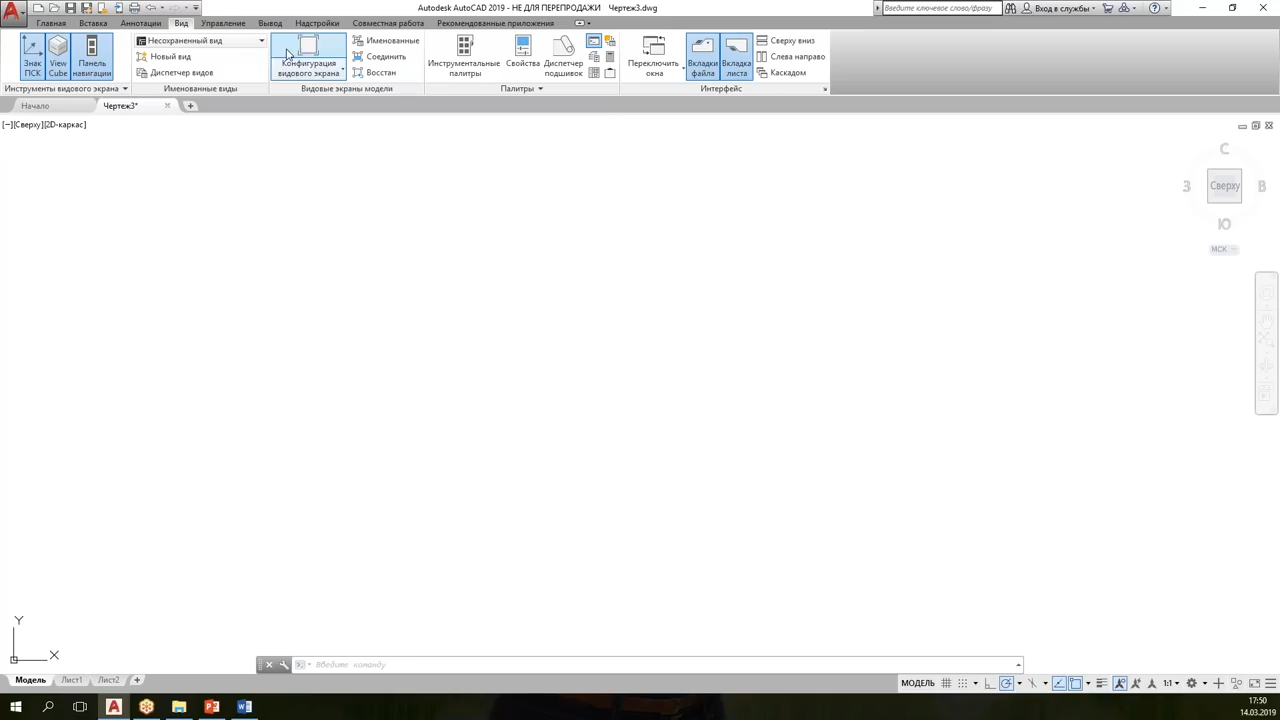 Autodesk AutoCAD 2019 - НЕ ДЛЯ ПЕРЕПРОДАЖИ Чертеж3.dwg
Введите ключевое слово/фразу
Вход в службы
Главная Вставка Аннотации Вид Управление Вывод Надстройки Совместная работа Рекомендованные приложения
Знак ПСК
View Cube
Панель навигации
Несохраненный вид
Новый вид
Диспетчер видов
Конфигурация видового экрана
Именованные
Соединить
Восстан
Инструментальные палитры
Свойства
Диспетчер подшивок
Переключить окна
Вкладки файла
Вкладка листа
Сверху вниз
Слева направо
Каскадом
Инструменты видового экрана Именованные виды Видовые экраны модели Палитры Интерфейс
Начало Чертеж3*
[−][Сверху][2D-каркас]
С
З Сверху В
Ю
МСК
Y
X
Введите команду
Модель Лист1 Лист2
МОДЕЛЬ 1:1
17:50
14.03.2019